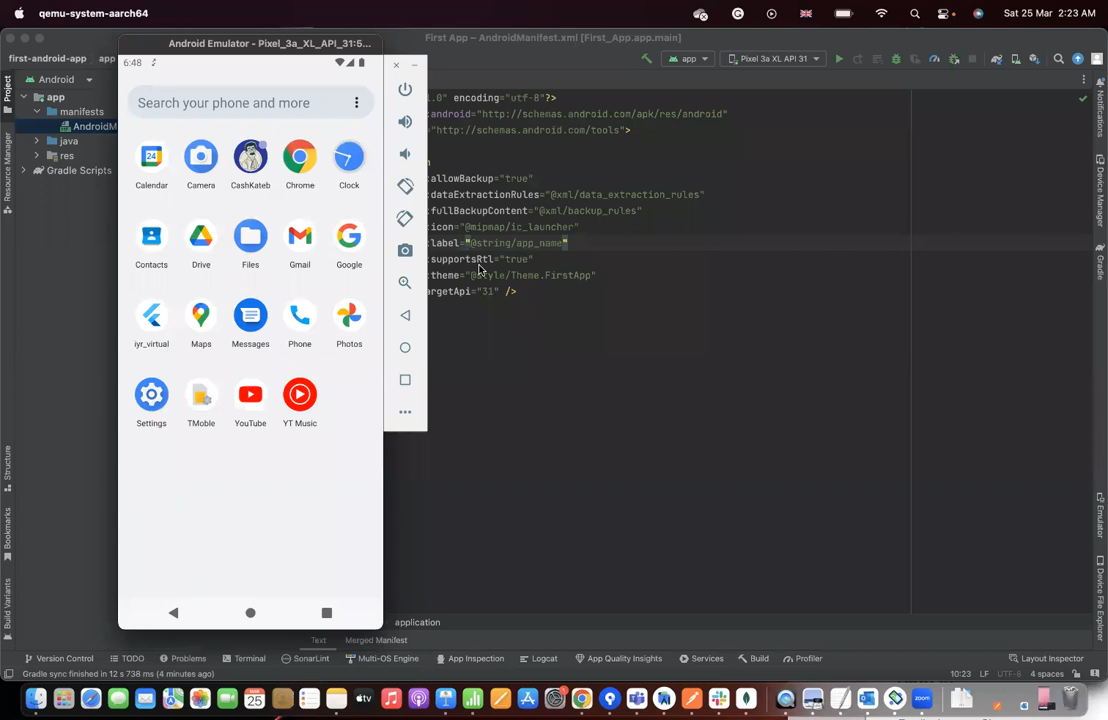 qemu-system-aarch64
Sat 25 Mar 2:23 AM
First App – AndroidManifest.xml [First_App.app.main]
Android Emulator - Pixel_3a_XL_API_31:5...
first-android-app
app
app
Pixel 3a XL API 31
Android
app
manifests
AndroidM
java
res
Gradle Scripts
Project
Resource Manager
Structure
Bookmarks
Build Variants
6:48
Search your phone and more
24
Calendar
Camera
CashKateb
Chrome
Clock
Contacts
Drive
Files
Gmail
Google
iyr_virtual
Maps
Messages
Phone
Photos
Settings
TMoble
YouTube
YT Music
1.0" encoding="utf-8"?>
:android="http://schemas.android.com/apk/res/android"
="http://schemas.android.com/tools">
n
:allowBackup="true"
:dataExtractionRules="@xml/data_extraction_rules"
:fullBackupContent="@xml/backup_rules"
:icon="@mipmap/ic_launcher"
:label="@string/app_name"
:supportsRtl="true"
:theme="@style/Theme.FirstApp"
argetApi="31" />
Notifications
Device Manager
Gradle
Emulator
Device File Explorer
application
Text
Merged Manifest
Version Control
TODO
Problems
Terminal
SonarLint
Multi-OS Engine
App Inspection
Logcat
App Quality Insights
Services
Build
Profiler
Layout Inspector
Gradle sync finished in 12 s 738 ms (4 minutes ago)
10:23
LF
UTF-8
4 spaces
tv
MAR
25
1
zoom